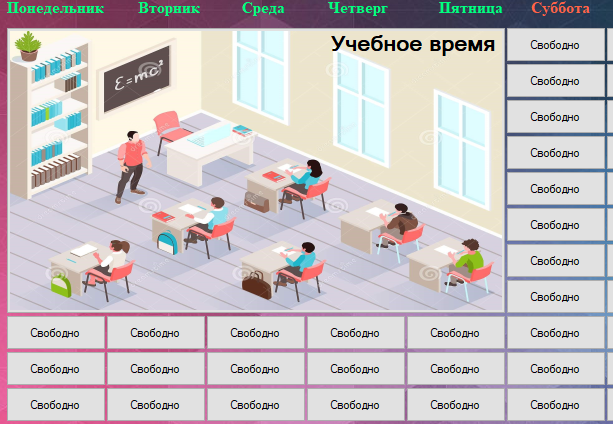 Понедельник Вторник Среда Четверг Пятница Суббота
Учебное время Свободно
E=mc²
Свободно
Свободно
Свободно
Свободно
Свободно
Свободно
Свободно
Свободно Свободно Свободно Свободно Свободно Свободно
Свободно Свободно Свободно Свободно Свободно Свободно
Свободно Свободно Свободно Свободно Свободно Свободно